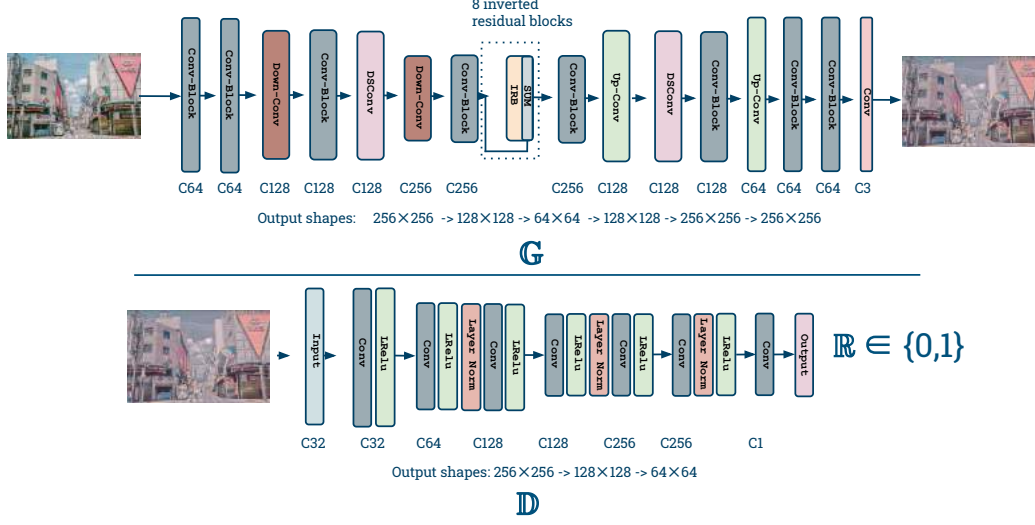 8 inverted
residual blocks
Conv-Block
Conv-Block
Down-Conv
Conv-Block
DSConv
Down-Conv
Conv-Block
IRB
SUM
Conv-Block
Up-Conv
DSConv
Conv-Block
Up-Conv
Conv-Block
Conv-Block
Conv
C64 C64 C128 C128 C128 C256 C256 C256 C128 C128 C128 C64 C64 C64 C3
Output shapes: 256×256 -> 128×128 -> 64×64 -> 128×128 -> 256×256 -> 256×256
𝔾
Input
Conv
LRelu
Conv
LRelu
Layer Norm
Conv
LRelu
Conv
LRelu
Layer Norm
Conv
LRelu
Conv
Layer Norm
LRelu
Conv
Output
ℝ ∈ {0,1}
C32 C32 C64 C128 C128 C256 C256 C1
Output shapes: 256×256 -> 128×128 -> 64×64
𝔻